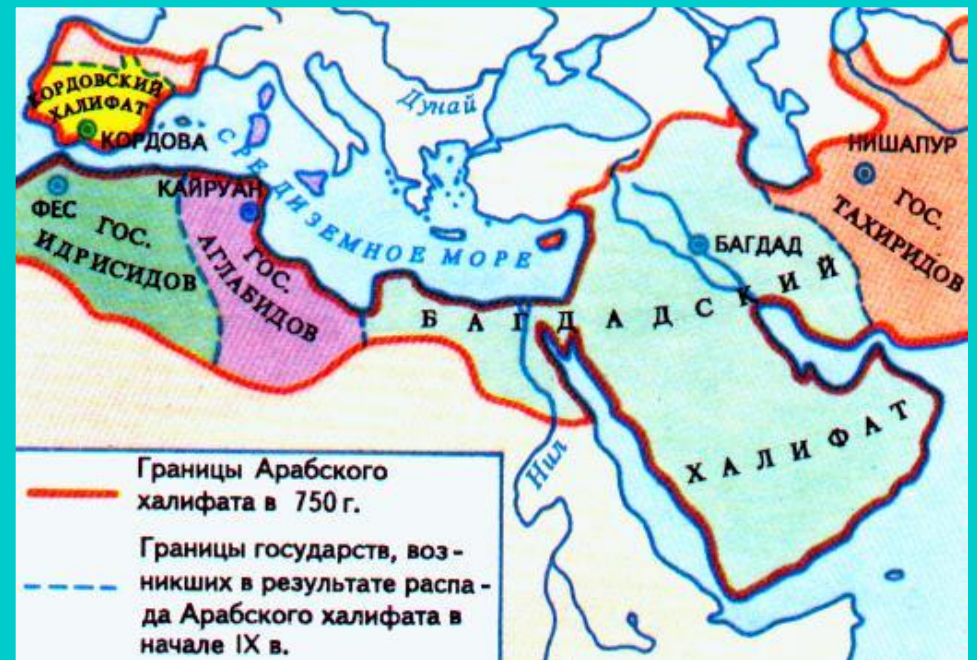 КОРДОВСКИЙ
ХАЛИФАТ
КОРДОВА
Дунай
СРЕДИЗЕМНОЕ МОРЕ
НИШАПУР
ГОС.
ТАХИРИДОВ
ФЕС
ГОС.
ИДРИСИДОВ
КАЙРУАН
ГОС.
АГЛАБИДОВ
БАГДАД
БАГДАДСКИЙ
ХАЛИФАТ
Нил
Границы Арабского
халифата в 750 г.
Границы государств, воз-
никших в результате распа-
да Арабского халифата в
начале IX в.